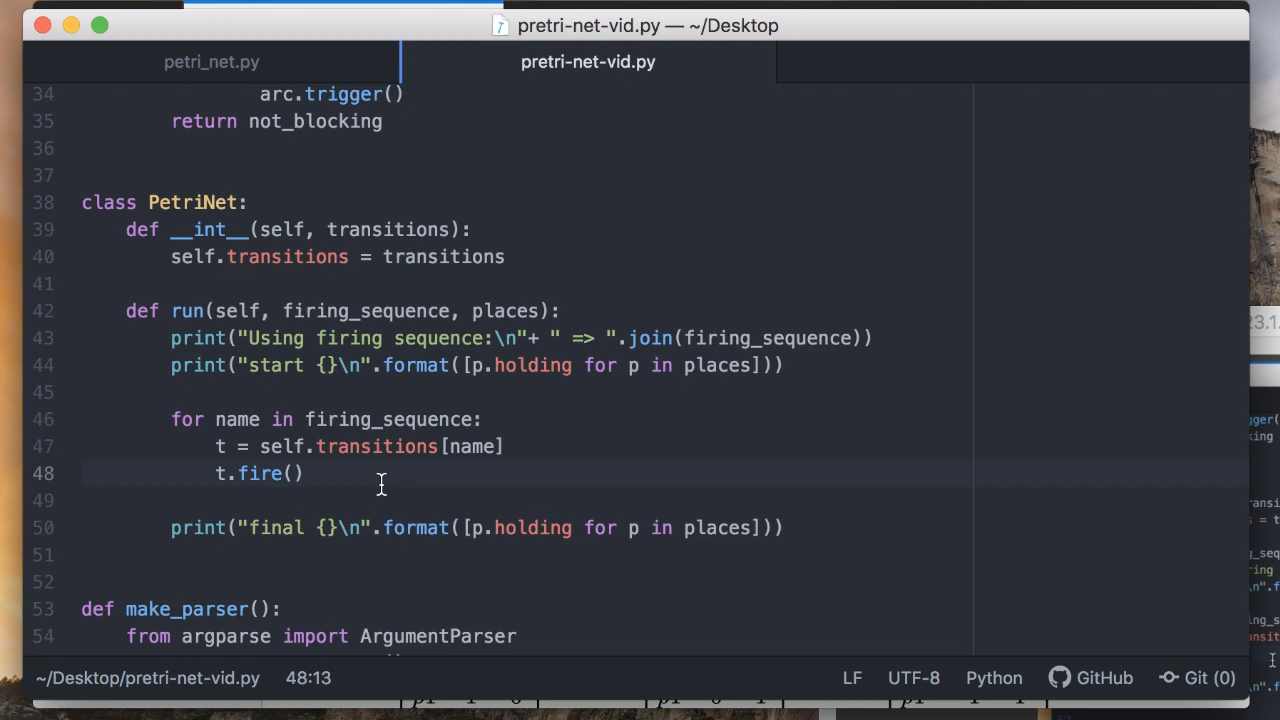 pretri-net-vid.py — ~/Desktop
petri_net.py
pretri-net-vid.py
34 arc.trigger()
35 return not_blocking
36
37
38 class PetriNet:
39 def __int__(self, transitions):
40 self.transitions = transitions
41
42 def run(self, firing_sequence, places):
43 print("Using firing sequence:\n"+ " => ".join(firing_sequence))
44 print("start {}\n".format([p.holding for p in places]))
45
46 for name in firing_sequence:
47 t = self.transitions[name]
48 t.fire()
49
50 print("final {}\n".format([p.holding for p in places]))
51
52
53 def make_parser():
54 from argparse import ArgumentParser
~/Desktop/pretri-net-vid.py 48:13 LF UTF-8 Python GitHub Git (0)